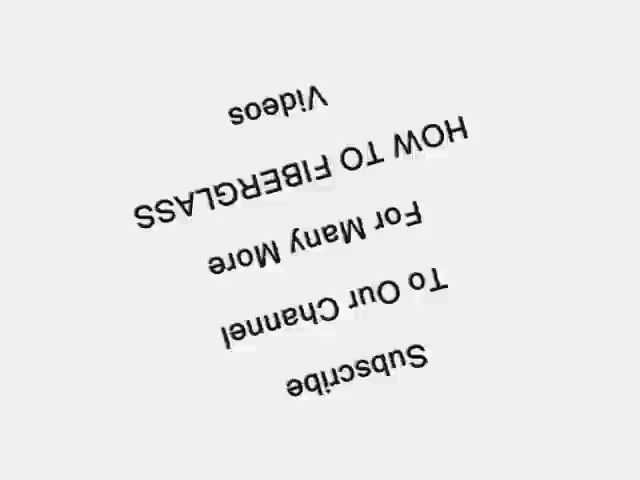 Subscribe
To Our Channel
For Many More
HOW TO FIBERGLASS
Videos